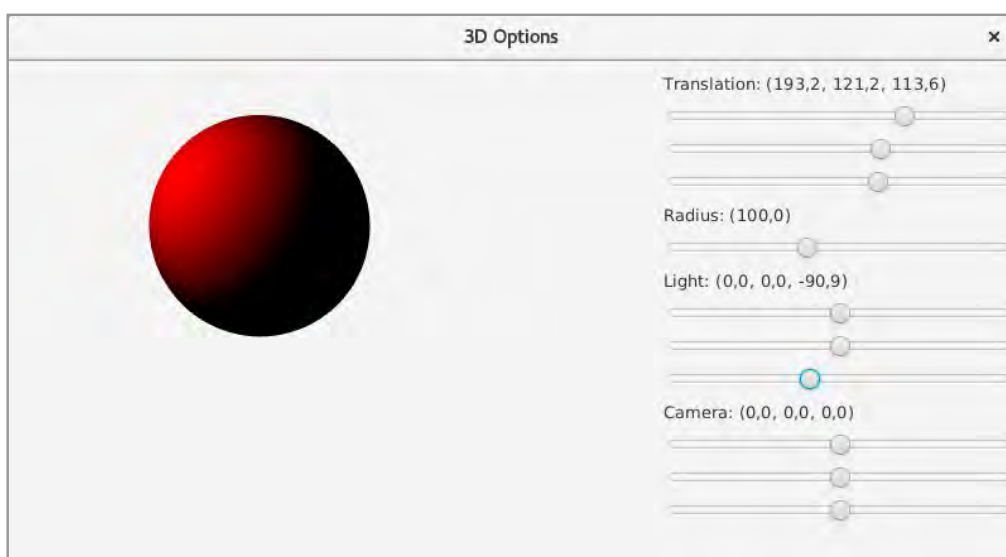 3D Options
Translation: (193,2, 121,2, 113,6)
Radius: (100,0)
Light: (0,0, 0,0, -90,9)
Camera: (0,0, 0,0, 0,0)